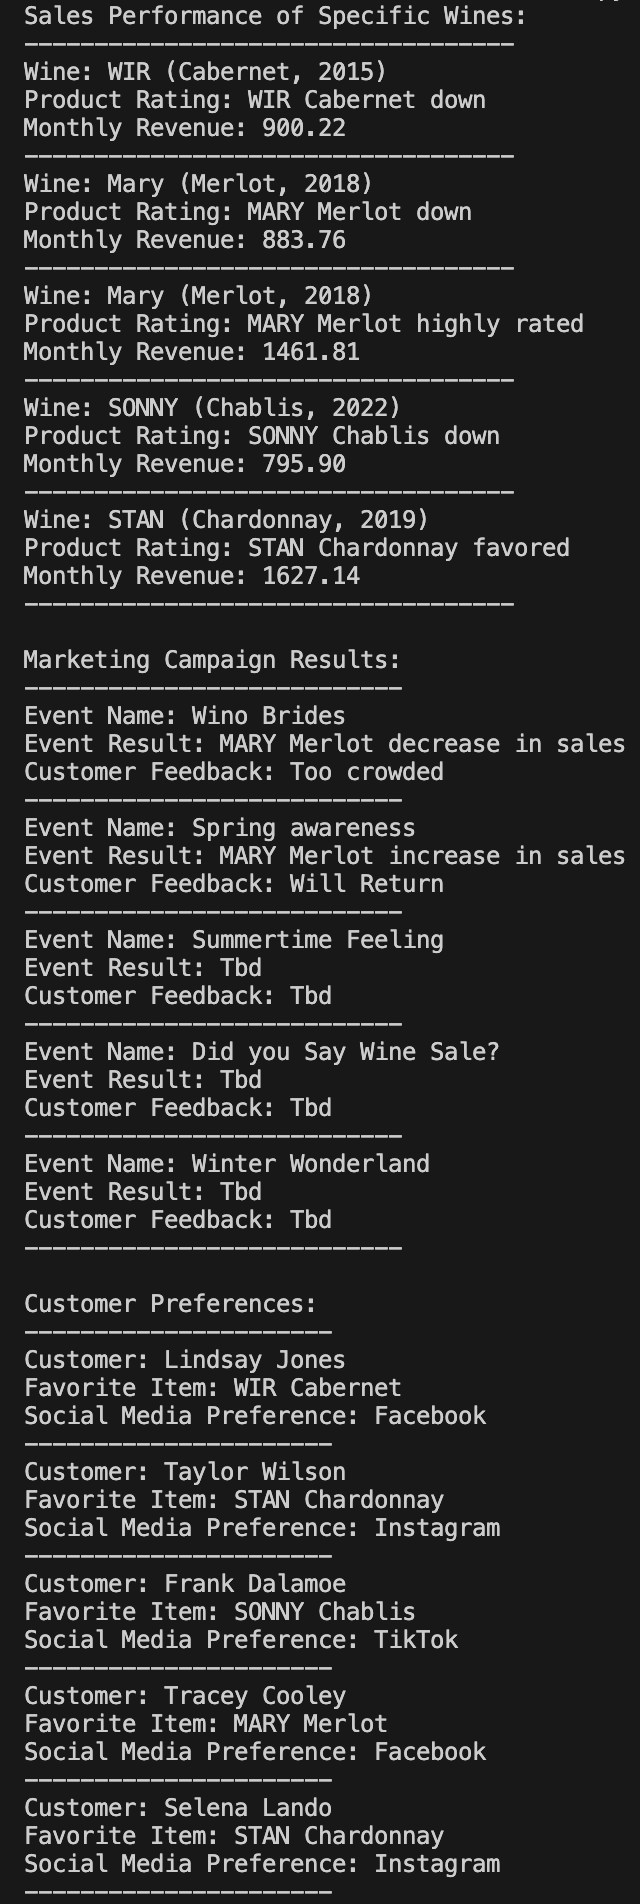 Sales Performance of Specific Wines:
-----------------------------------
Wine: WIR (Cabernet, 2015)
Product Rating: WIR Cabernet down
Monthly Revenue: 900.22
-----------------------------------
Wine: Mary (Merlot, 2018)
Product Rating: MARY Merlot down
Monthly Revenue: 883.76
-----------------------------------
Wine: Mary (Merlot, 2018)
Product Rating: MARY Merlot highly rated
Monthly Revenue: 1461.81
-----------------------------------
Wine: SONNY (Chablis, 2022)
Product Rating: SONNY Chablis down
Monthly Revenue: 795.90
-----------------------------------
Wine: STAN (Chardonnay, 2019)
Product Rating: STAN Chardonnay favored
Monthly Revenue: 1627.14
-----------------------------------
Marketing Campaign Results:
---------------------------
Event Name: Wino Brides
Event Result: MARY Merlot decrease in sales
Customer Feedback: Too crowded
---------------------------
Event Name: Spring awareness
Event Result: MARY Merlot increase in sales
Customer Feedback: Will Return
---------------------------
Event Name: Summertime Feeling
Event Result: Tbd
Customer Feedback: Tbd
---------------------------
Event Name: Did you Say Wine Sale?
Event Result: Tbd
Customer Feedback: Tbd
---------------------------
Event Name: Winter Wonderland
Event Result: Tbd
Customer Feedback: Tbd
---------------------------
Customer Preferences:
----------------------
Customer: Lindsay Jones
Favorite Item: WIR Cabernet
Social Media Preference: Facebook
----------------------
Customer: Taylor Wilson
Favorite Item: STAN Chardonnay
Social Media Preference: Instagram
----------------------
Customer: Frank Dalamoe
Favorite Item: SONNY Chablis
Social Media Preference: TikTok
----------------------
Customer: Tracey Cooley
Favorite Item: MARY Merlot
Social Media Preference: Facebook
----------------------
Customer: Selena Lando
Favorite Item: STAN Chardonnay
Social Media Preference: Instagram
----------------------